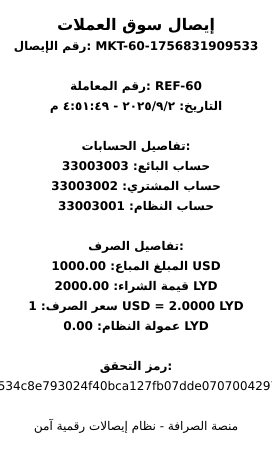 إيصال سوق العملات
رقم الإيصال: MKT-60-1756831909533
رقم المعاملة: REF-60
التاريخ: ٢٠٢٥/٩/٢ - ٤:٥١:٤٩ م
تفاصيل الحسابات:
حساب البائع: 33003003
حساب المشتري: 33003002
حساب النظام: 33003001
تفاصيل الصرف:
المبلغ المباع: 1000.00 USD
قيمة الشراء: 2000.00 LYD
سعر الصرف: 1 USD = 2.0000 LYD
عمولة النظام: 0.00 LYD
رمز التحقق:
534c8e793024f40bca127fb07dde0707004297
منصة الصرافة - نظام إيصالات رقمية آمن